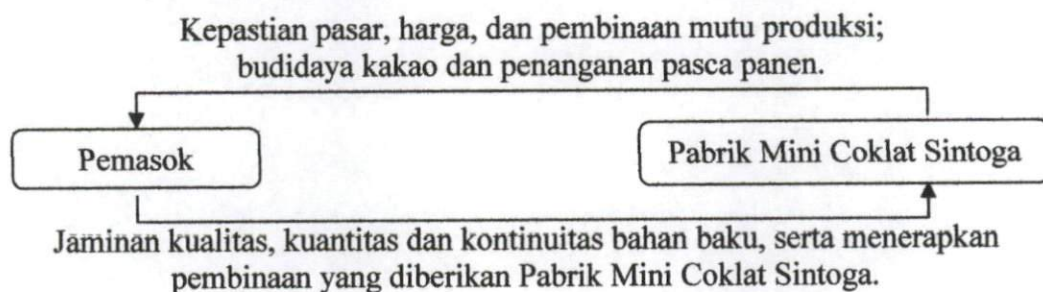 Kepastian pasar, harga, dan pembinaan mutu produksi;
budidaya kakao dan penanganan pasca panen.
Pemasok
Pabrik Mini Coklat Sintoga
Jaminan kualitas, kuantitas dan kontinuitas bahan baku, serta menerapkan
pembinaan yang diberikan Pabrik Mini Coklat Sintoga.